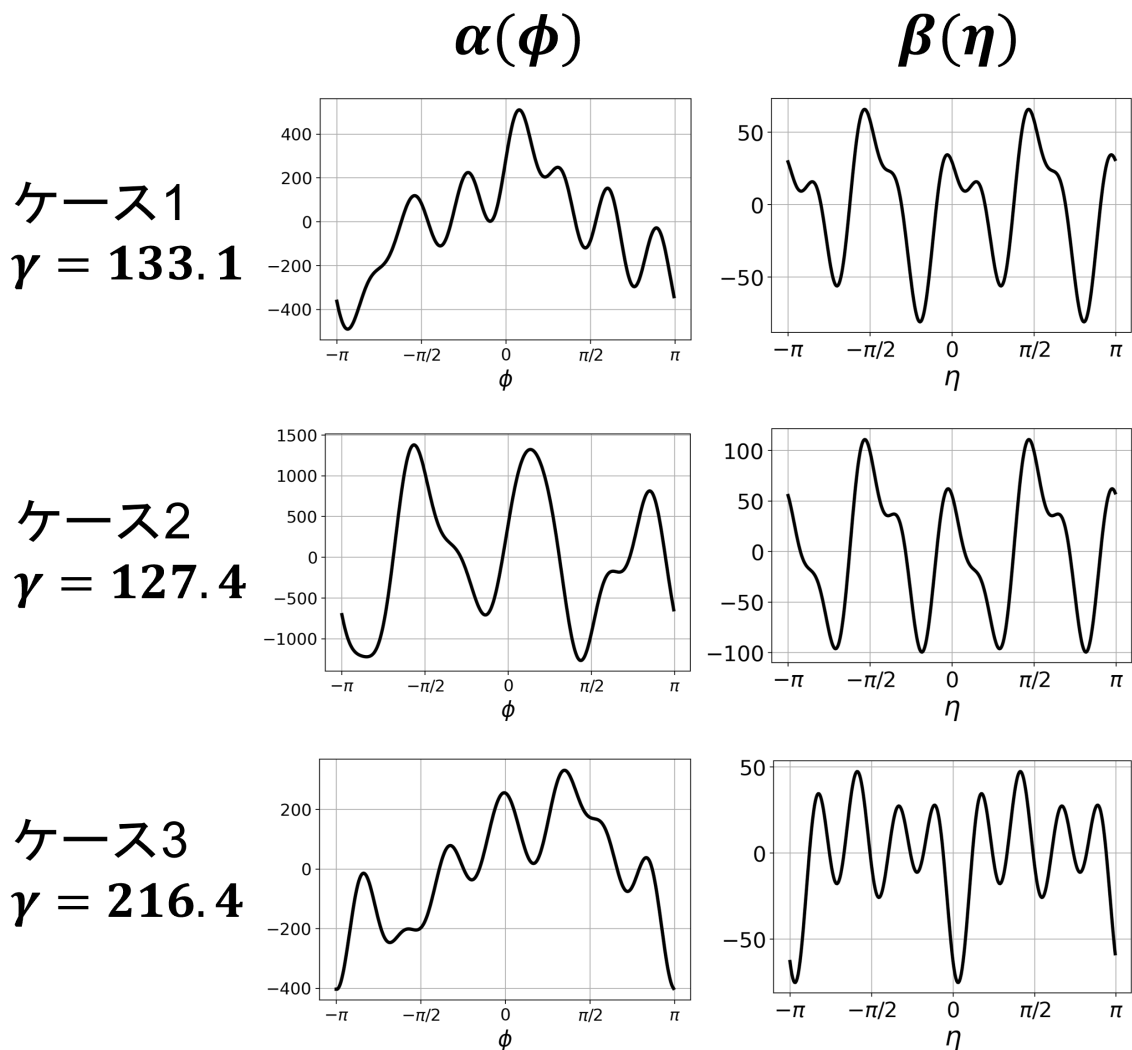 α(ϕ)
β(η)
ケース1
γ = 133.1
400
200
0
−200
−400
−π
−π/2
0
π/2
π
ϕ
50
0
−50
−π
−π/2
0
π/2
π
η
ケース2
γ = 127.4
1500
1000
500
0
−500
−1000
−π
−π/2
0
π/2
π
ϕ
100
50
0
−50
−100
−π
−π/2
0
π/2
π
η
ケース3
γ = 216.4
200
0
−200
−400
−π
−π/2
0
π/2
π
ϕ
50
0
−50
−π
−π/2
0
π/2
π
η